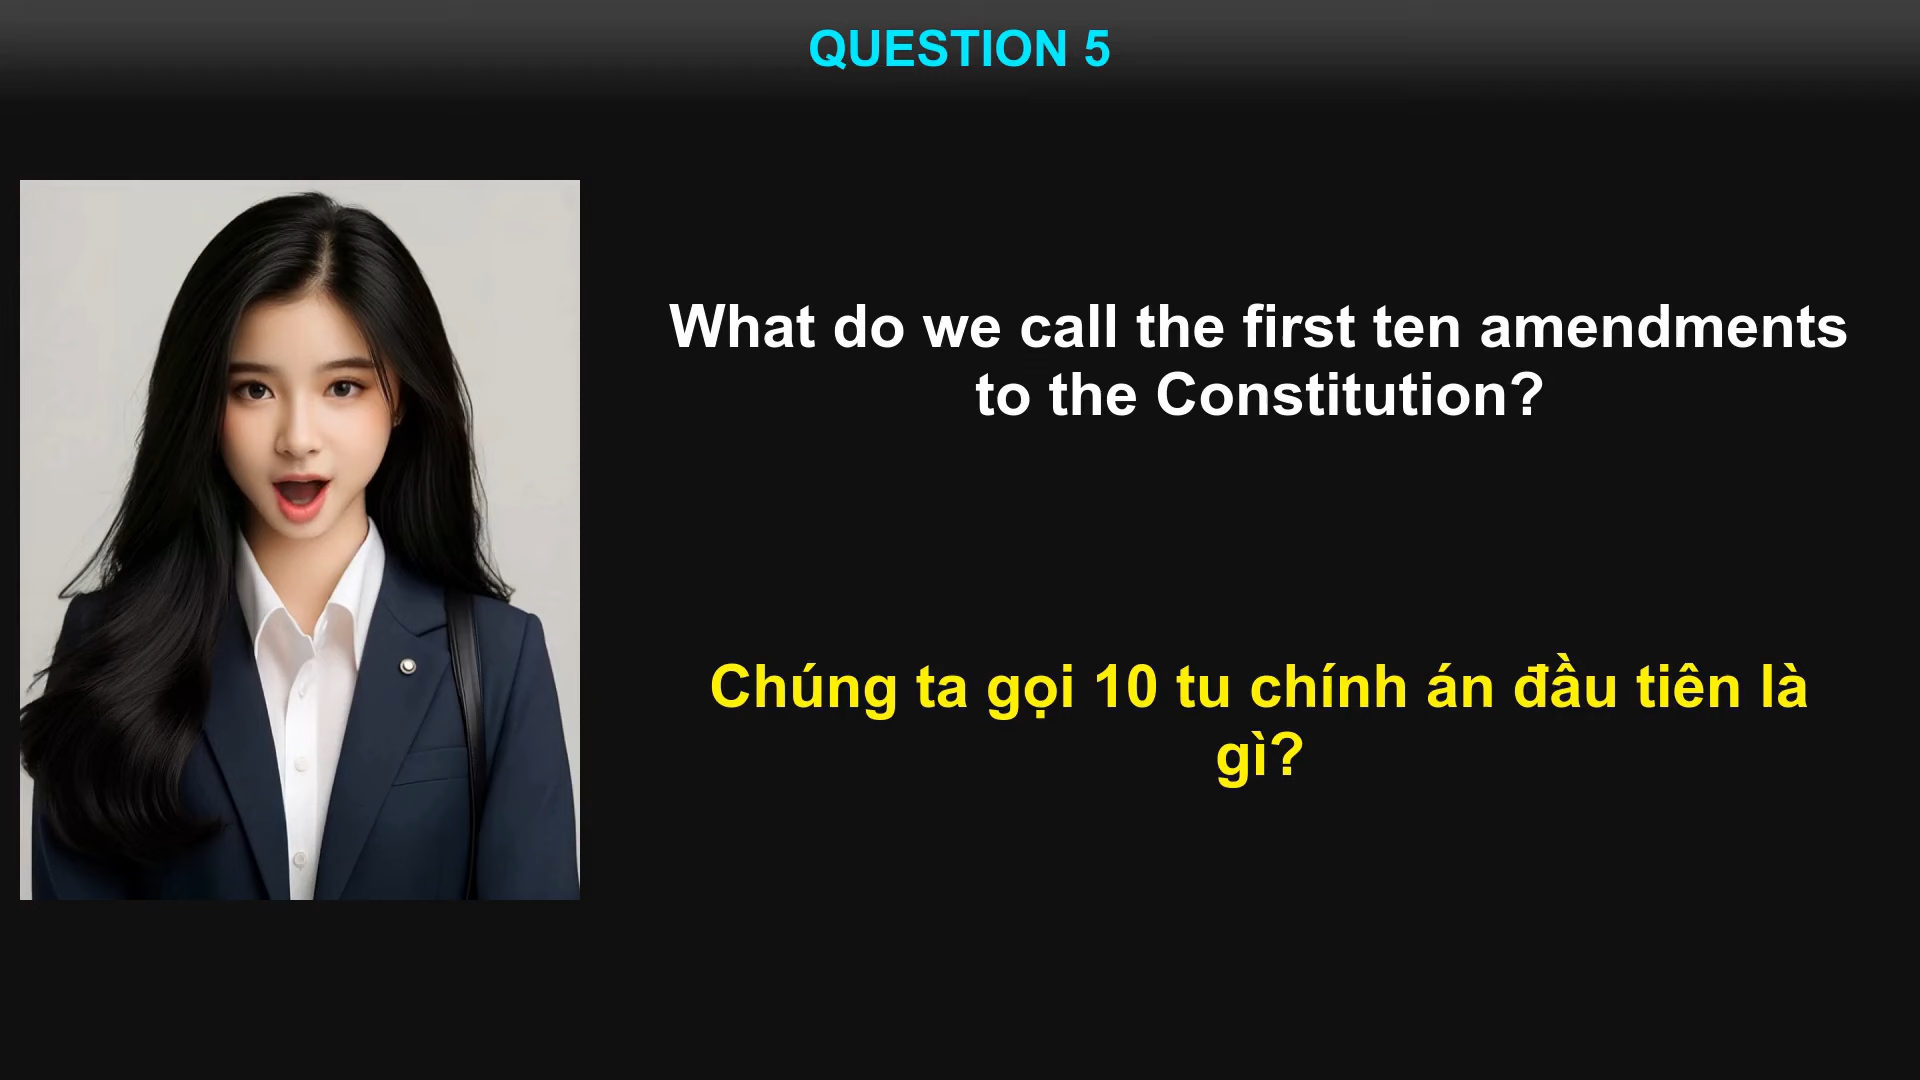 QUESTION 5
What do we call the first ten amendments
to the Constitution?
Chúng ta gọi 10 tu chính án đầu tiên là
gì?